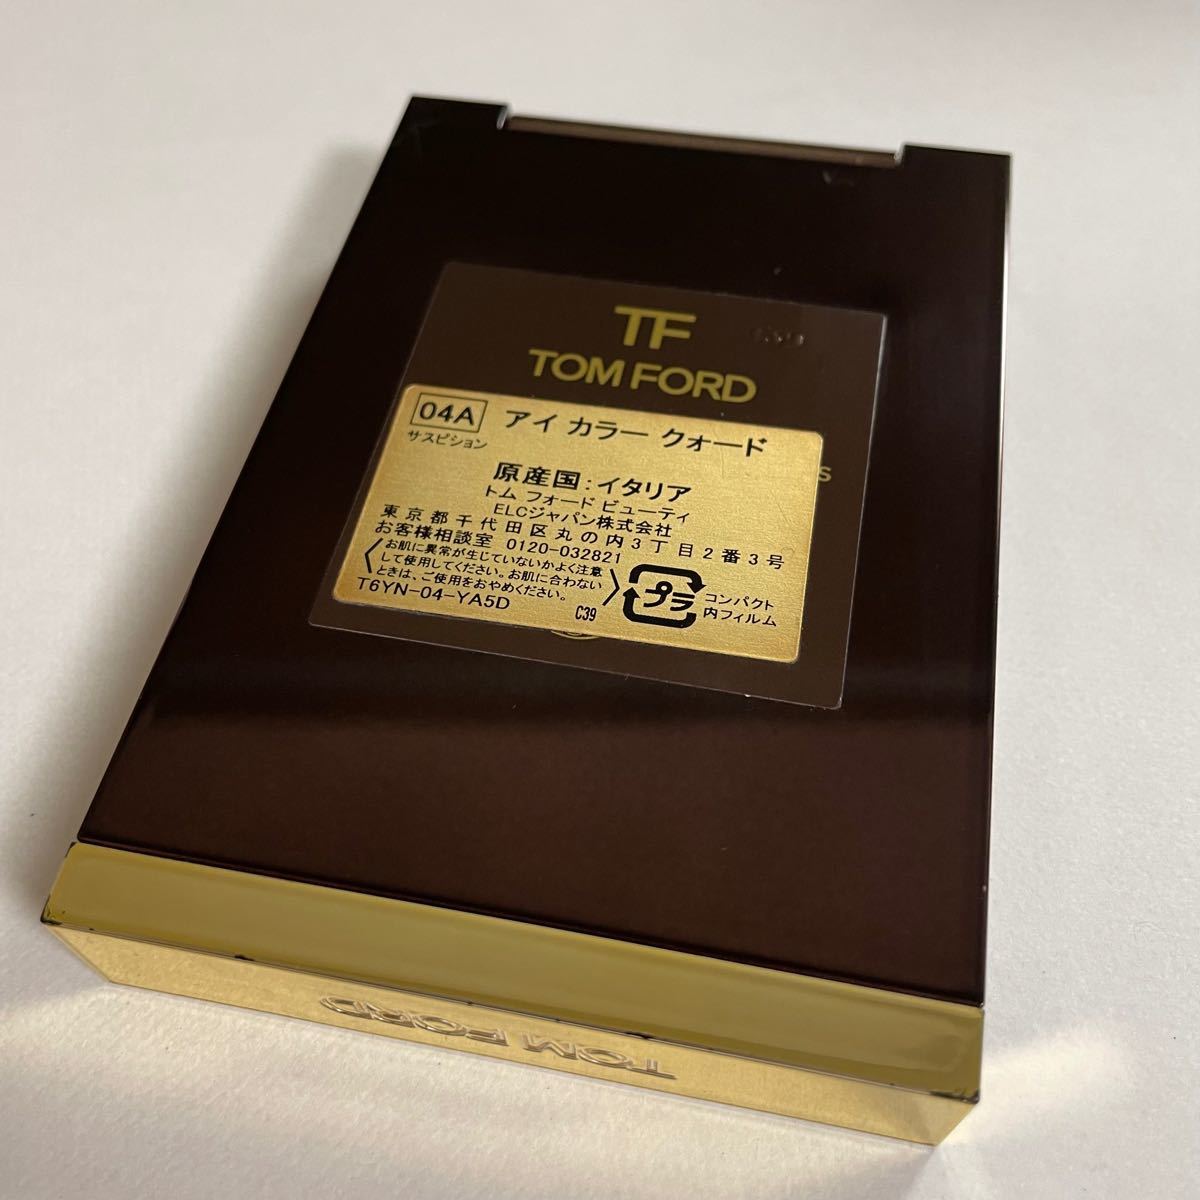 TF
TOM FORD
C39
04A アイ カラー クォード
サスピション
S
原産国:イタリア
トム フォード ビューティ
ELCジャパン株式会社
東京都千代田区丸の内3丁目2番3号
お客様相談室 0120-032821
お肌に異常が生じていないかよく注意
して使用してください。お肌に合わない
ときは、ご使用をおやめください。
T6YN-04-YA5D
C39
プラ
コンパクト
内フィルム
TOM FORD